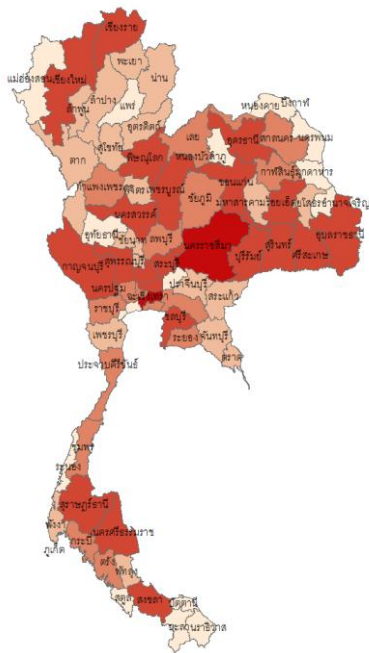 เชียงราย
พะเยา
แม่ฮ่องสอน
เชียงใหม่
น่าน
ลำปาง
ลำพูน
แพร่
อุตรดิตถ์
สุโขทัย
ตาก
พิษณุโลก
เลย
หนองคาย
บึงกาฬ
อุดรธานี
สกลนคร
นครพนม
หนองบัวลำภู
กำแพงเพชร
พิจิตร
เพชรบูรณ์
ขอนแก่น
กาฬสินธุ์
มุกดาหาร
ชัยภูมิ
มหาสารคาม
ร้อยเอ็ด
ยโสธร
อำนาจเจริญ
นครสวรรค์
อุทัยธานี
ชัยนาท
ลพบุรี
นครราชสีมา
บุรีรัมย์
สุรินทร์
ศรีสะเกษ
อุบลราชธานี
กาญจนบุรี
สุพรรณบุรี
สระบุรี
นครปฐม
ปราจีนบุรี
สระแก้ว
ราชบุรี
ชลบุรี
เพชรบุรี
ระยอง
จันทบุรี
ตราด
ประจวบคีรีขันธ์
ชุมพร
ระนอง
สุราษฎร์ธานี
พังงา
นครศรีธรรมราช
ภูเก็ต
กระบี่
ตรัง
พัทลุง
สตูล
สงขลา
ปัตตานี
ยะลา
นราธิวาส